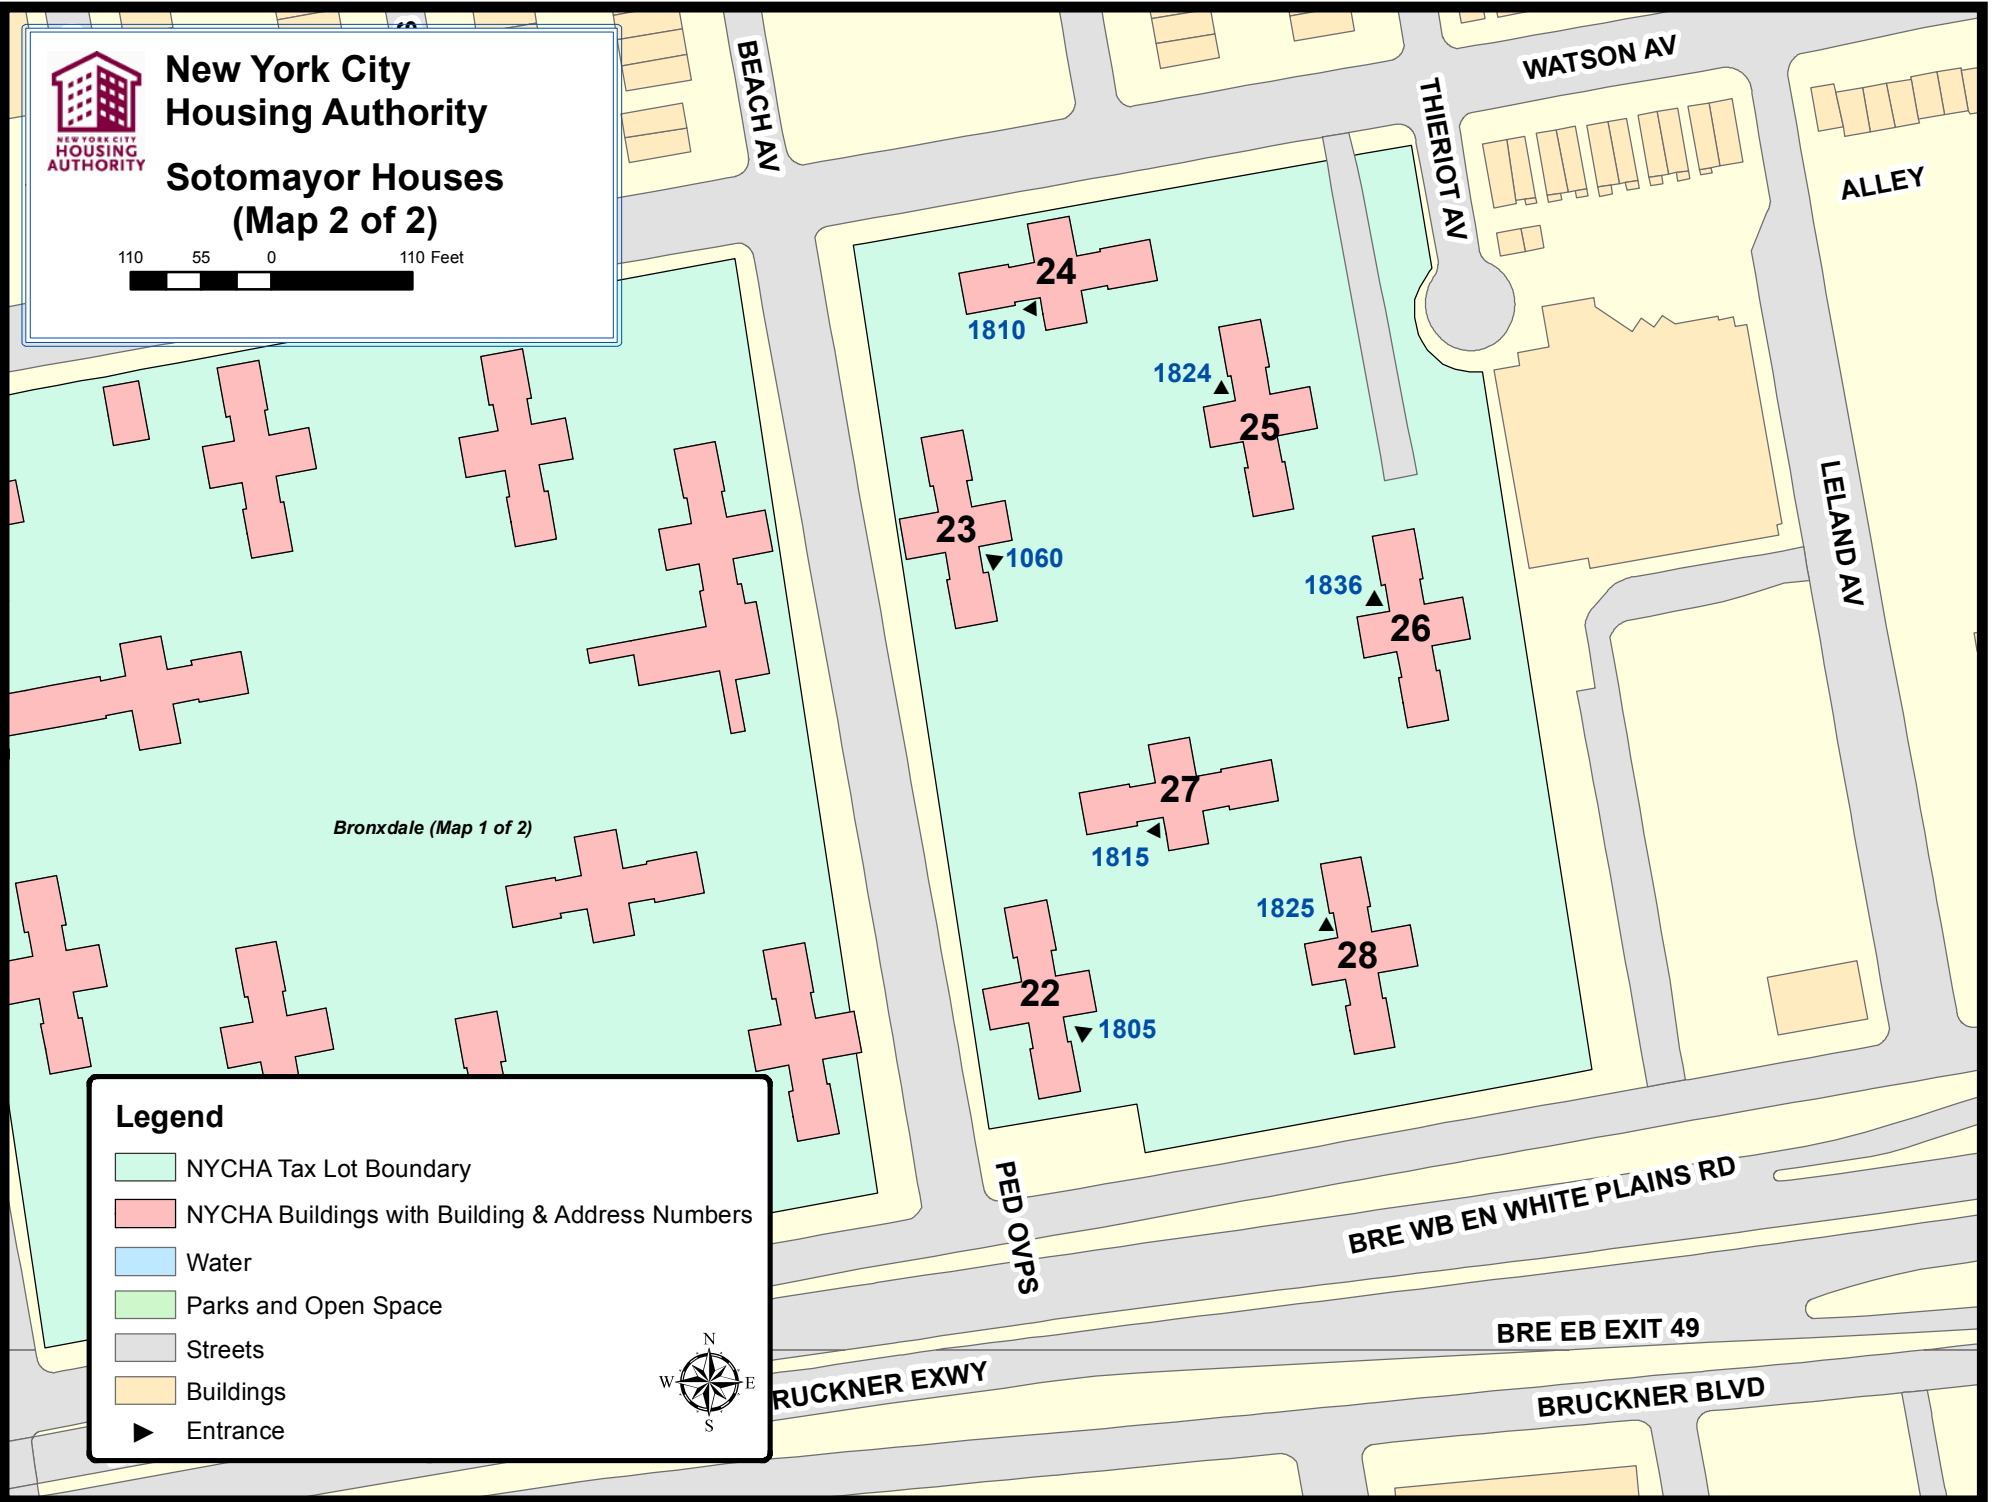 New York City
Housing Authority
Sotomayor Houses
(Map 2 of 2)
NEW YORK CITY
HOUSING
AUTHORITY
110 55 0 110 Feet
BEACH AV
WATSON AV
THIERIOT AV
ALLEY
LELAND AV
24
1810
1824
25
23
1060
1836
26
27
1815
1825
28
22
1805
Bronxdale (Map 1 of 2)
PED OVPS
BRE WB EN WHITE PLAINS RD
BRE EB EXIT 49
RUCKNER EXWY
BRUCKNER BLVD
Legend
NYCHA Tax Lot Boundary
NYCHA Buildings with Building & Address Numbers
Water
Parks and Open Space
Streets
Buildings
Entrance
N
W E
S